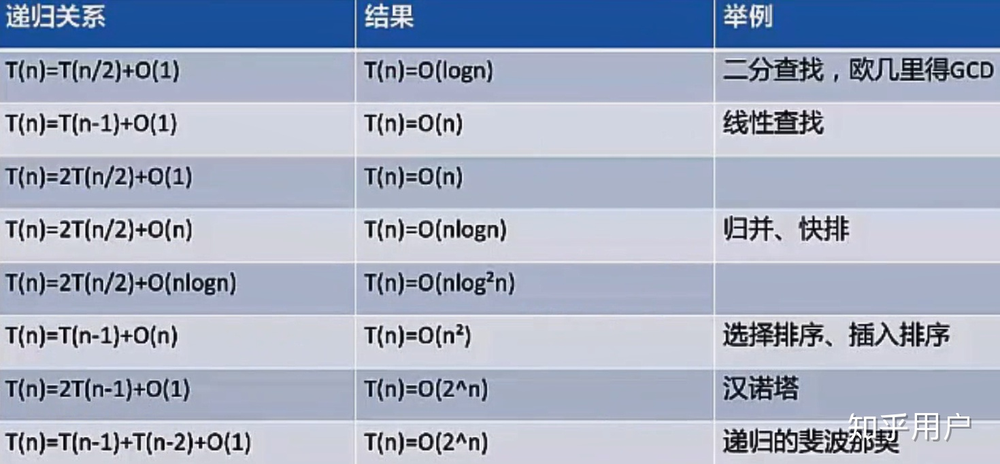 递归关系 结果 举例
T(n)=T(n/2)+O(1) T(n)=O(logn) 二分查找，欧几里得GCD
T(n)=T(n-1)+O(1) T(n)=O(n) 线性查找
T(n)=2T(n/2)+O(1) T(n)=O(n)
T(n)=2T(n/2)+O(n) T(n)=O(nlogn) 归并、快排
T(n)=2T(n/2)+O(nlogn) T(n)=O(nlog²n)
T(n)=T(n-1)+O(n) T(n)=O(n²) 选择排序、插入排序
T(n)=2T(n-1)+O(1) T(n)=O(2^n) 汉诺塔
T(n)=T(n-1)+T(n-2)+O(1) T(n)=O(2^n) 递归的斐波那契
知乎用户